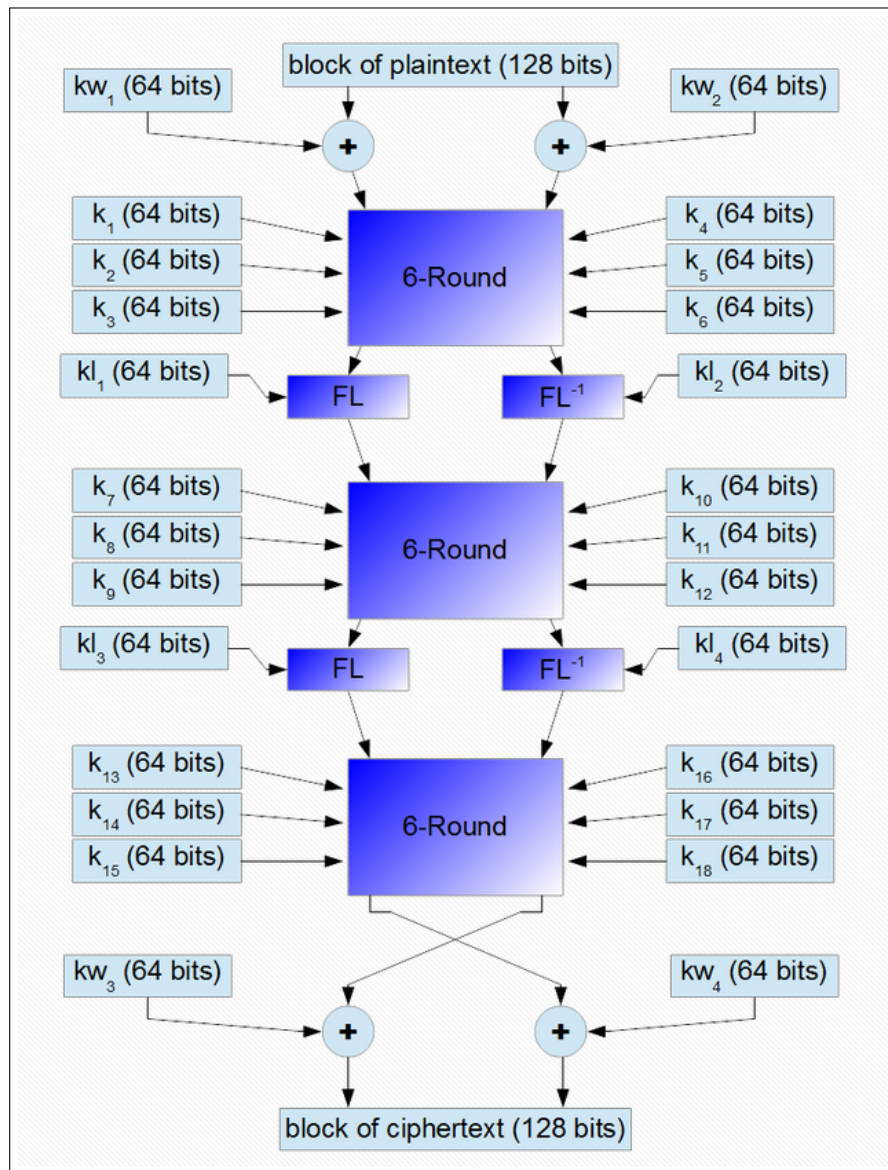 block of plaintext (128 bits)
kw₁ (64 bits)
kw₂ (64 bits)
+
+
k₁ (64 bits)
k₄ (64 bits)
k₂ (64 bits)
6-Round
k₅ (64 bits)
k₃ (64 bits)
k₆ (64 bits)
kl₁ (64 bits)
FL
FL⁻¹
kl₂ (64 bits)
k₇ (64 bits)
k₁₀ (64 bits)
k₈ (64 bits)
6-Round
k₁₁ (64 bits)
k₉ (64 bits)
k₁₂ (64 bits)
kl₃ (64 bits)
FL
FL⁻¹
kl₄ (64 bits)
k₁₃ (64 bits)
k₁₆ (64 bits)
k₁₄ (64 bits)
6-Round
k₁₇ (64 bits)
k₁₅ (64 bits)
k₁₈ (64 bits)
kw₃ (64 bits)
kw₄ (64 bits)
+
+
block of ciphertext (128 bits)